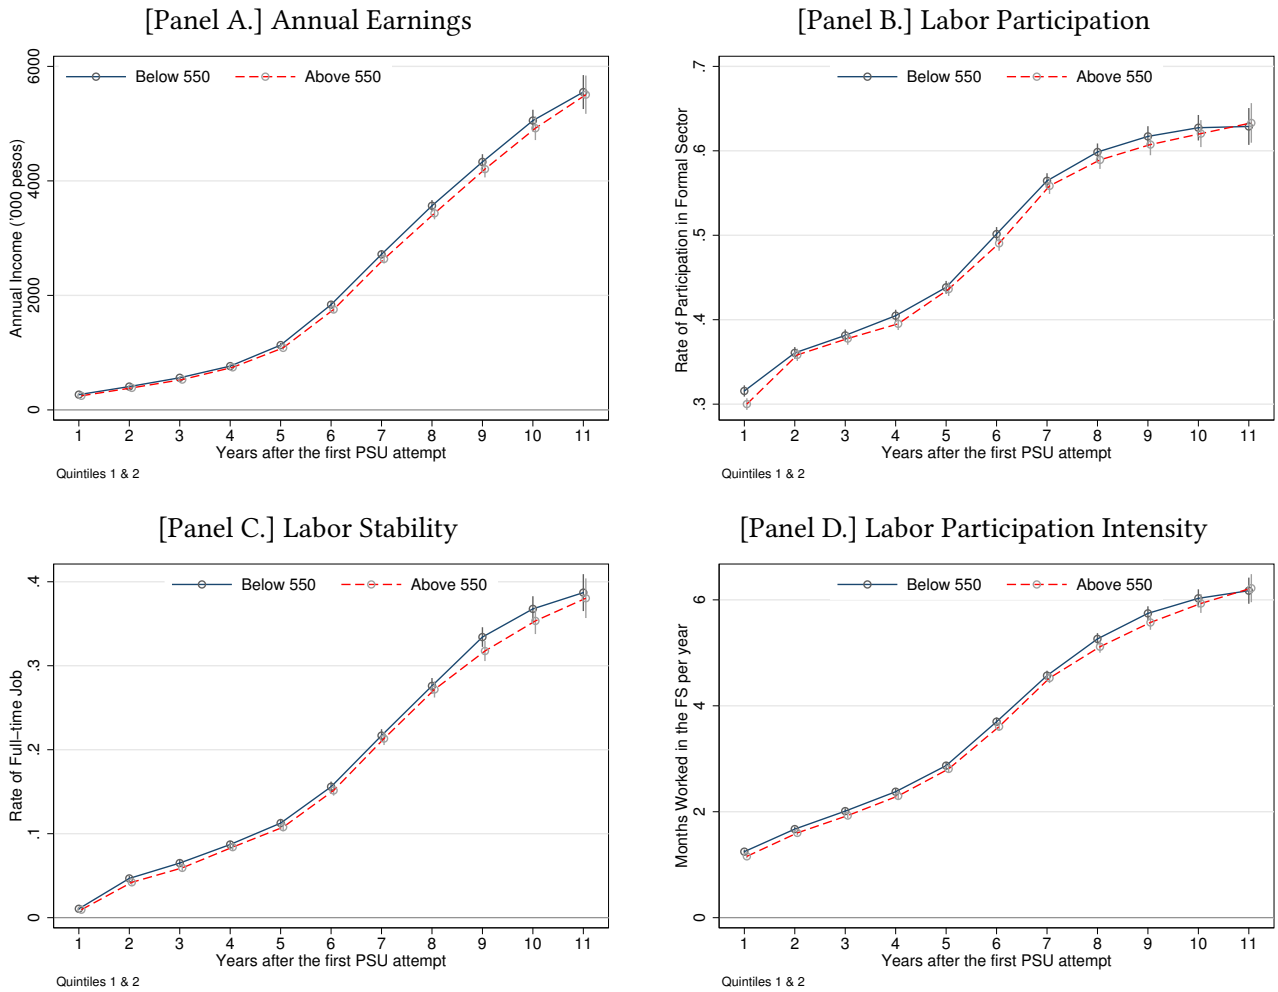 [Panel A.] Annual Earnings
Below 550 Above 550
Annual Income ('000 pesos)
6000
4000
2000
0
1 2 3 4 5 6 7 8 9 10 11
Years after the first PSU attempt
Quintiles 1 & 2
[Panel B.] Labor Participation
Below 550 Above 550
Rate of Participation in Formal Sector
.7
.6
.5
.4
.3
1 2 3 4 5 6 7 8 9 10 11
Years after the first PSU attempt
Quintiles 1 & 2
[Panel C.] Labor Stability
Below 550 Above 550
Rate of Full–time Job
.4
.3
.2
.1
0
1 2 3 4 5 6 7 8 9 10 11
Years after the first PSU attempt
Quintiles 1 & 2
[Panel D.] Labor Participation Intensity
Below 550 Above 550
Months Worked in the FS per year
6
4
2
0
1 2 3 4 5 6 7 8 9 10 11
Years after the first PSU attempt
Quintiles 1 & 2